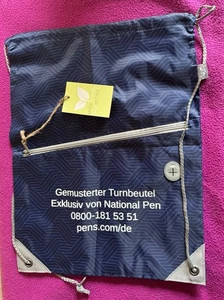 Gemusterter Turnbeutel
Exklusiv von National Pen
0800-181 53 51
pens.com/de